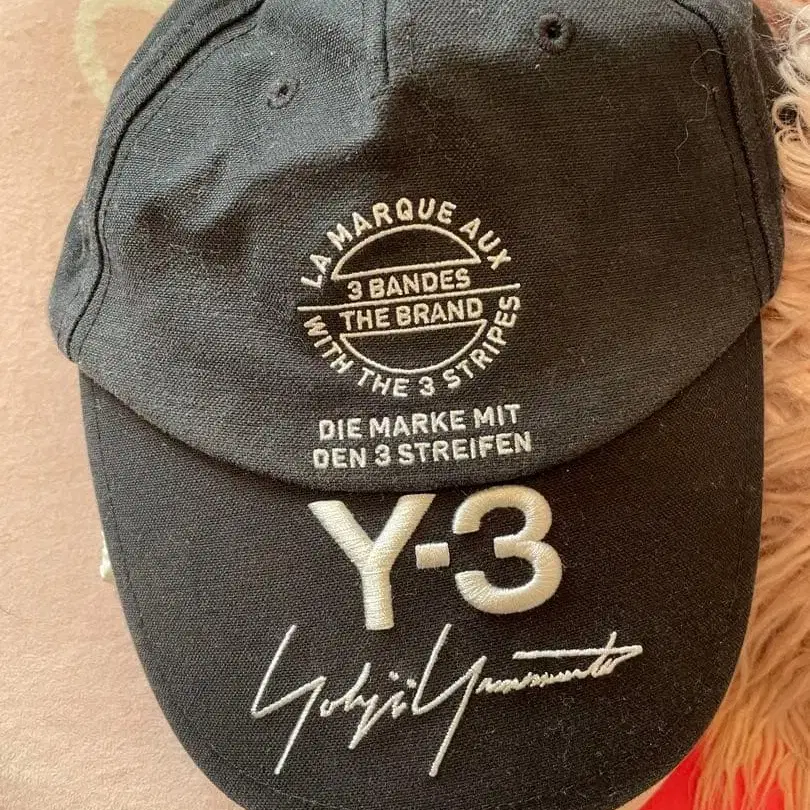 LA MARQUE AUX
3 BANDES
THE BRAND
WITH THE 3 STRIPES
DIE MARKE MIT
DEN 3 STREIFEN
Y-3
Yohji Yamamoto